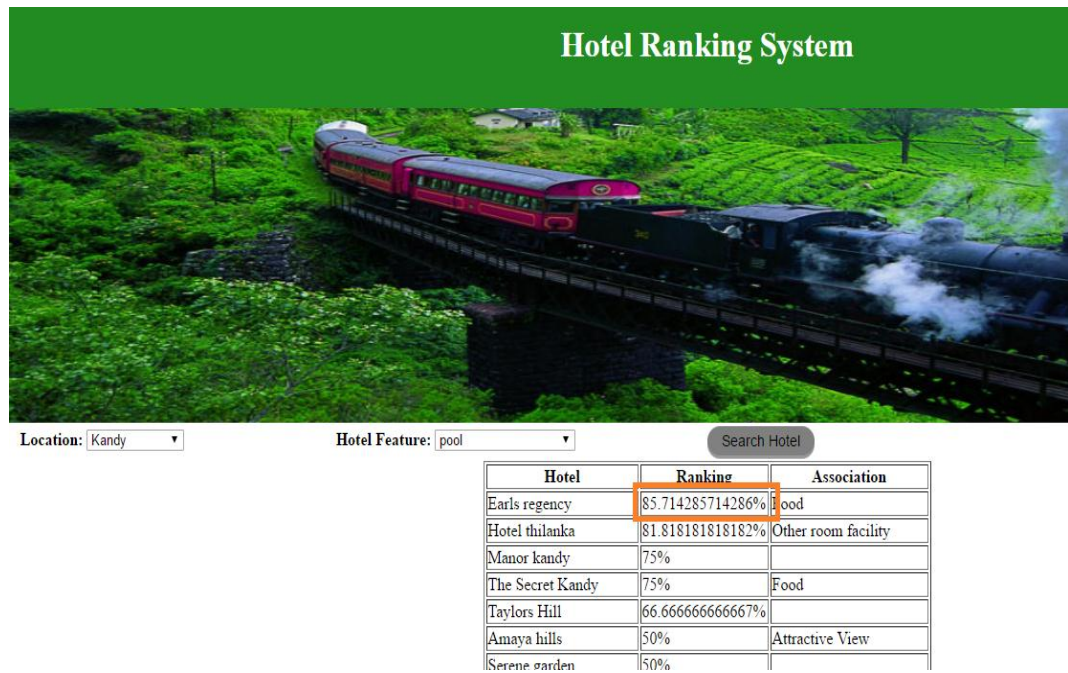 Hotel Ranking System
Location: Kandy Hotel Feature: pool Search Hotel
Hotel Ranking Association
Earls regency 85.714285714286% Food
Hotel thilanka 81.818181818182% Other room facility
Manor kandy 75%
The Secret Kandy 75% Food
Taylors Hill 66.666666666667%
Amaya hills 50% Attractive View
Serene garden 50%